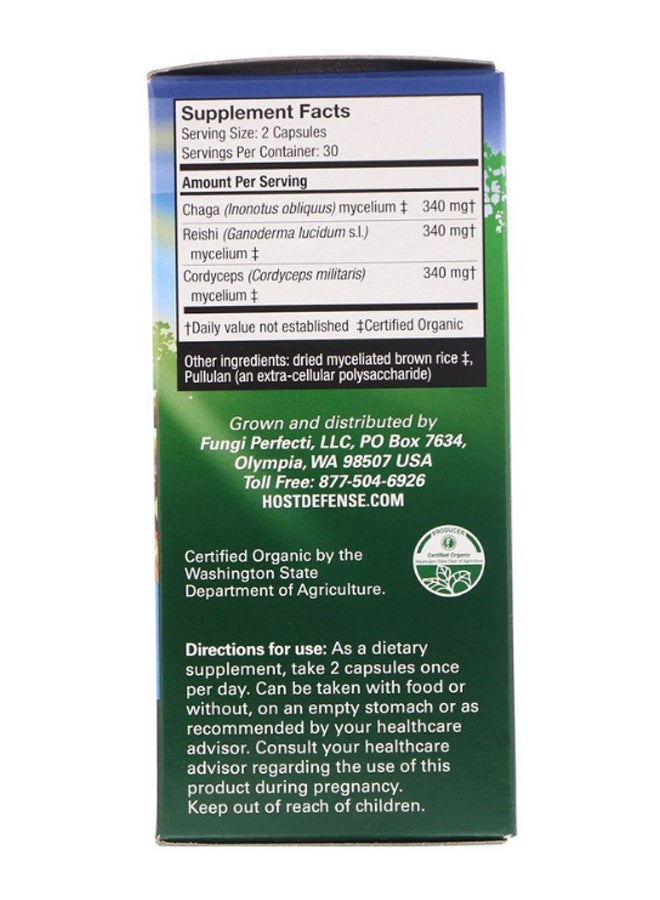 Supplement Facts
Serving Size: 2 Capsules
Servings Per Container: 30
Amount Per Serving
Chaga (Inonotus obliquus) mycelium ‡ 340 mg†
Reishi (Ganoderma lucidum s.l.) 340 mg†
mycelium ‡
Cordyceps (Cordyceps militaris) 340 mg†
mycelium ‡
†Daily value not established ‡Certified Organic
Other ingredients: dried myceliated brown rice ‡,
Pullulan (an extra-cellular polysaccharide)
Grown and distributed by
Fungi Perfecti, LLC, PO Box 7634,
Olympia, WA 98507 USA
Toll Free: 877-504-6926
HOSTDEFENSE.COM
Certified Organic by the
Washington State
Department of Agriculture.
PRODUCER
Certified Organic
Washington State Dept. of Agriculture
Directions for use: As a dietary
supplement, take 2 capsules once
per day. Can be taken with food or
without, on an empty stomach or as
recommended by your healthcare
advisor. Consult your healthcare
advisor regarding the use of this
product during pregnancy.
Keep out of reach of children.